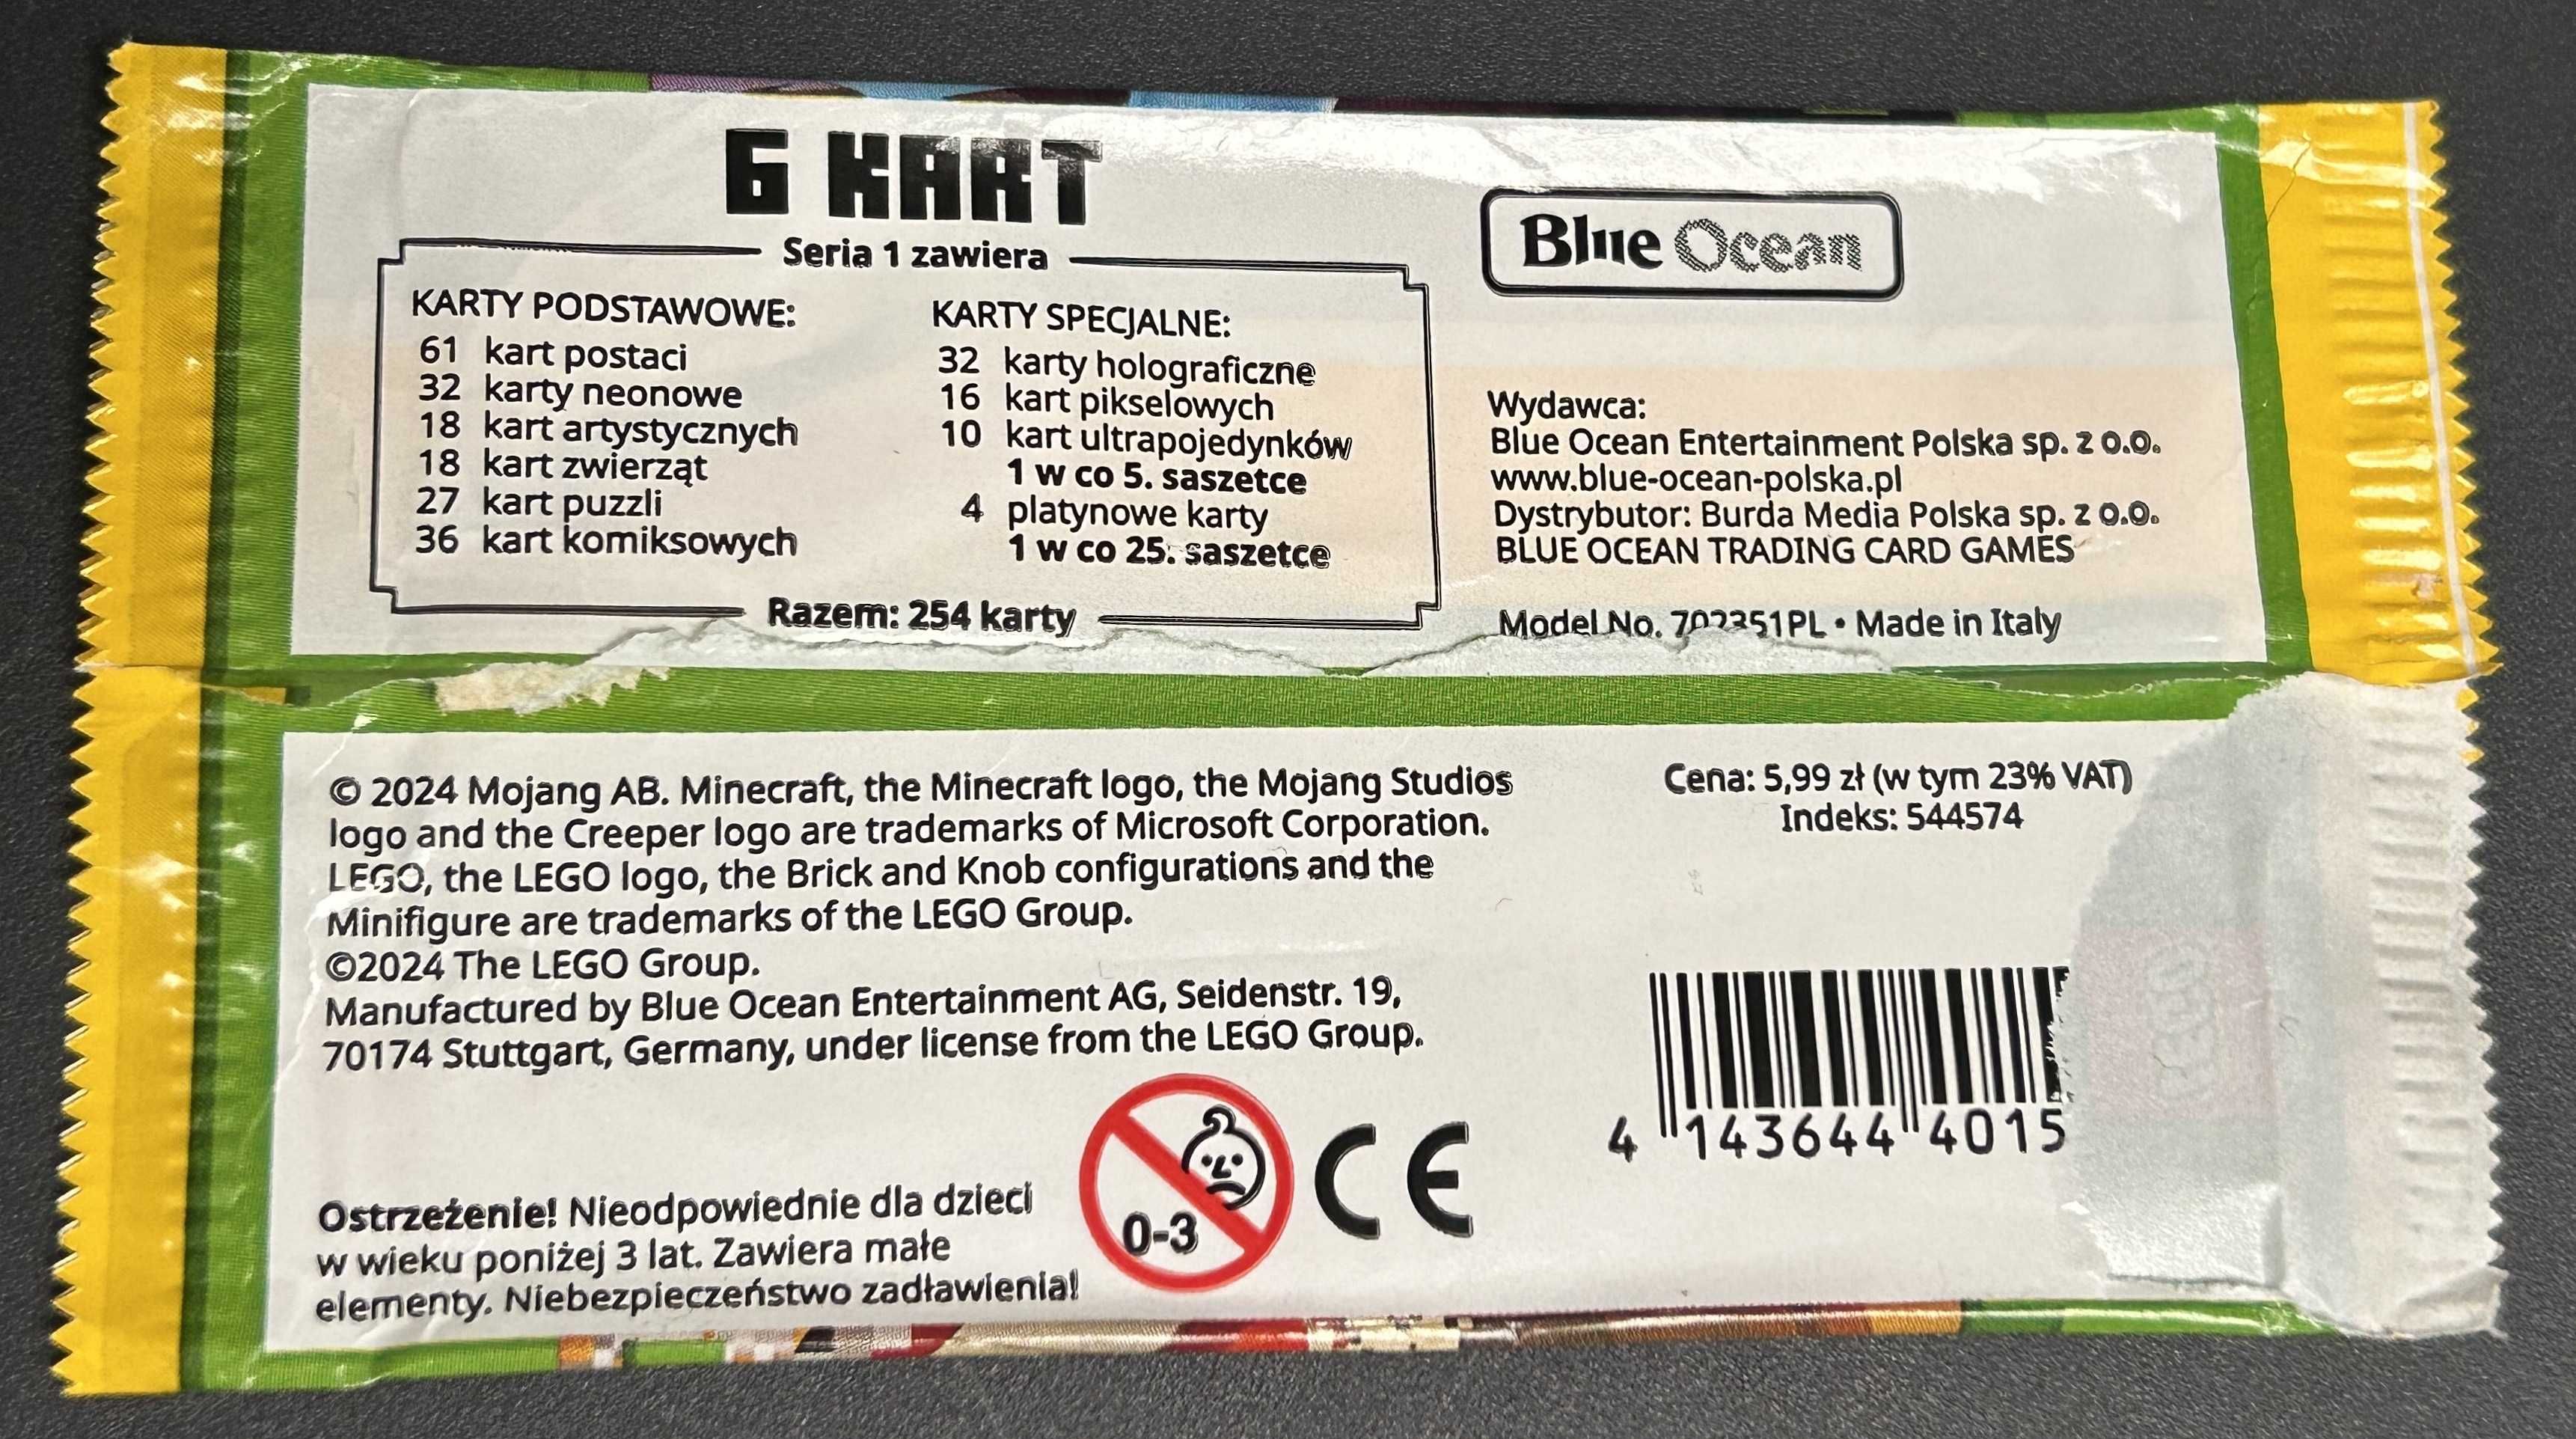 6 KART
Seria 1 zawiera
KARTY PODSTAWOWE:
61 kart postaci
32 karty neonowe
18 kart artystycznych
18 kart zwierząt
27 kart puzzli
36 kart komiksowych
KARTY SPECJALNE:
32 karty holograficzne
16 kart pikselowych
10 kart ultrapojedynków
1 w co 5. saszetce
4 platynowe karty
1 w co 25. saszetce
Razem: 254 karty
Blue Ocean
Wydawca:
Blue Ocean Entertainment Polska sp. z o.o.
www.blue-ocean-polska.pl
Dystrybutor: Burda Media Polska sp. z o.o.
BLUE OCEAN TRADING CARD GAMES
Model No. • Made in Italy
© 2024 Mojang AB. Minecraft, the Minecraft logo, the Mojang Studios
logo and the Creeper logo are trademarks of Microsoft Corporation.
LEGO, the LEGO logo, the Brick and Knob configurations and the
Minifigure are trademarks of the LEGO Group.
©2024 The LEGO Group.
Manufactured by Blue Ocean Entertainment AG, Seidenstr. 19,
70174 Stuttgart, Germany, under license from the LEGO Group.
Ostrzeżenie! Nieodpowiednie dla dzieci
w wieku poniżej 3 lat. Zawiera małe
elementy. Niebezpieczeństwo zadławienia!
0-3
CE
Cena: 5,99 zł (w tym 23% VAT)
Indeks: 544574
4 143644 4015